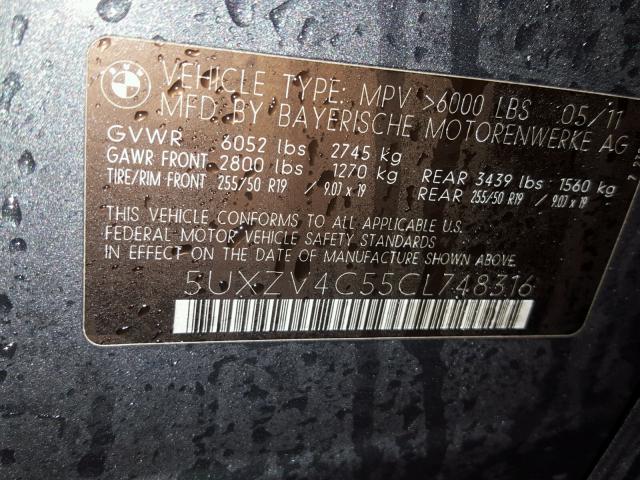 BMW
VEHICLE TYPE: MPV >6000 LBS 05/11
MFD BY BAYERISCHE MOTORENWERKE AG
GVWR 6052 lbs 2745 kg
GAWR FRONT 2800 lbs 1270 kg REAR 3439 lbs 1560 kg
TIRE/RIM FRONT 255/50 R19 / 9.0J x 19 REAR 255/50 R19 / 9.0J x 19
THIS VEHICLE CONFORMS TO ALL APPLICABLE U.S.
FEDERAL MOTOR VEHICLE SAFETY STANDARDS
IN EFFECT ON THE DATE OF MANUFACTURE SHOWN ABOVE.
5UXZV4C55CL748316